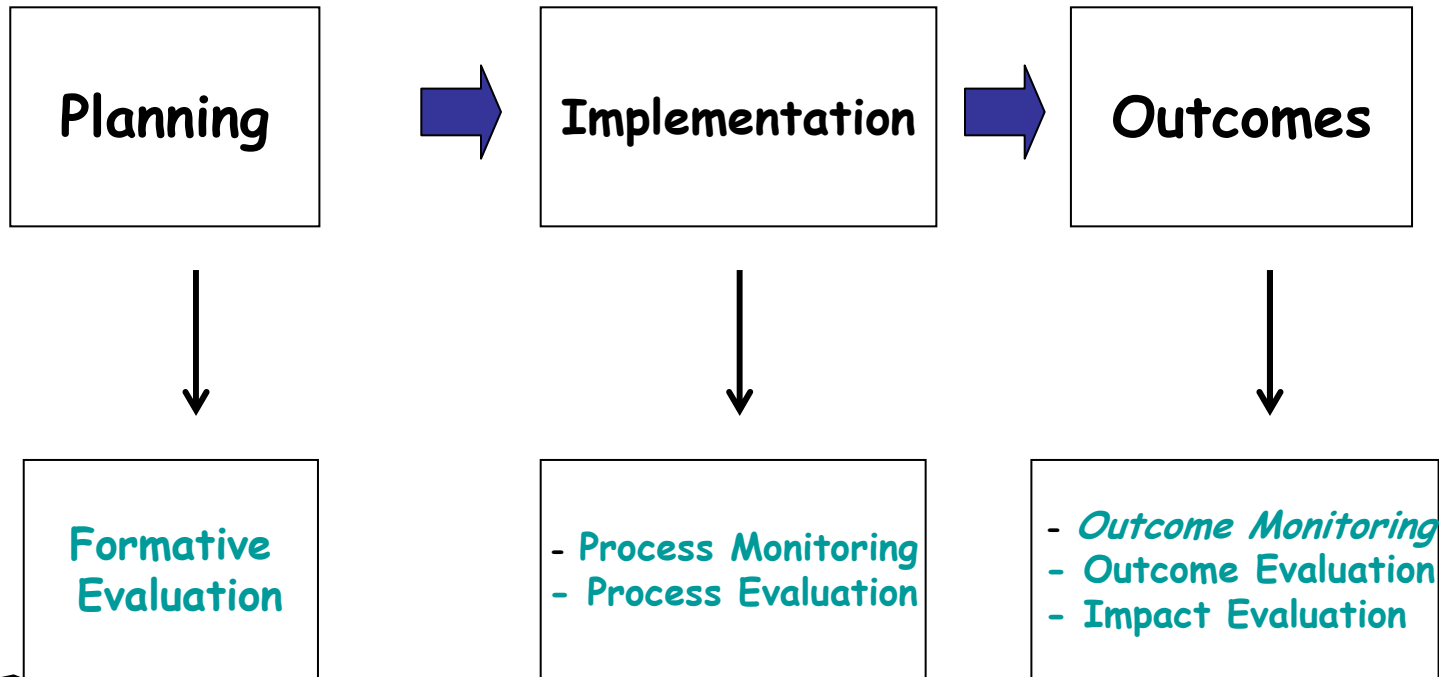 Planning
Implementation
Outcomes
Formative
Evaluation
- Process Monitoring
- Process Evaluation
- Outcome Monitoring
- Outcome Evaluation
- Impact Evaluation